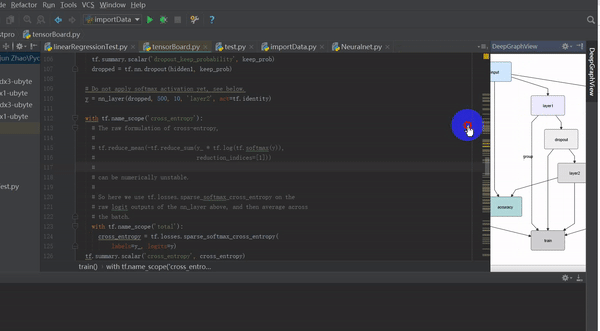 de Refactor Run Tools VCS Window Help
importData
stpro tensorBoard.py
jun Zhao\Pyc
dx3-ubyte
x1-ubyte
dx3-ubyte
x1-ubyte
est.py
linearRegressionTest.py tensorBoard.py test.py importData.py Neuralnet.py
tf.summary.scalar('dropout_keep_probability', keep_prob)
dropped = tf.nn.dropout(hidden1, keep_prob)
# Do not apply softmax activation yet, see below.
y = nn_layer(dropped, 500, 10, 'layer2', act=tf.identity)
with tf.name_scope('cross_entropy'):
# The raw formulation of cross-entropy,
#
# tf.reduce_mean(-tf.reduce_sum(y_ * tf.log(tf.softmax(y)),
# reduction_indices=[1]))
#
# can be numerically unstable.
#
# So here we use tf.losses.sparse_softmax_cross_entropy on the
# raw logit outputs of the nn_layer above, and then average across
# the batch.
with tf.name_scope('total'):
cross_entropy = tf.losses.sparse_softmax_cross_entropy(
labels=y_, logits=y)
tf.summary.scalar('cross_entropy', cross_entropy)
train() › with tf.name_scope('cross_entro...
DeepGraphView
input
layer1
dropout
group
layer2
accuracy
train
DeepGraphView